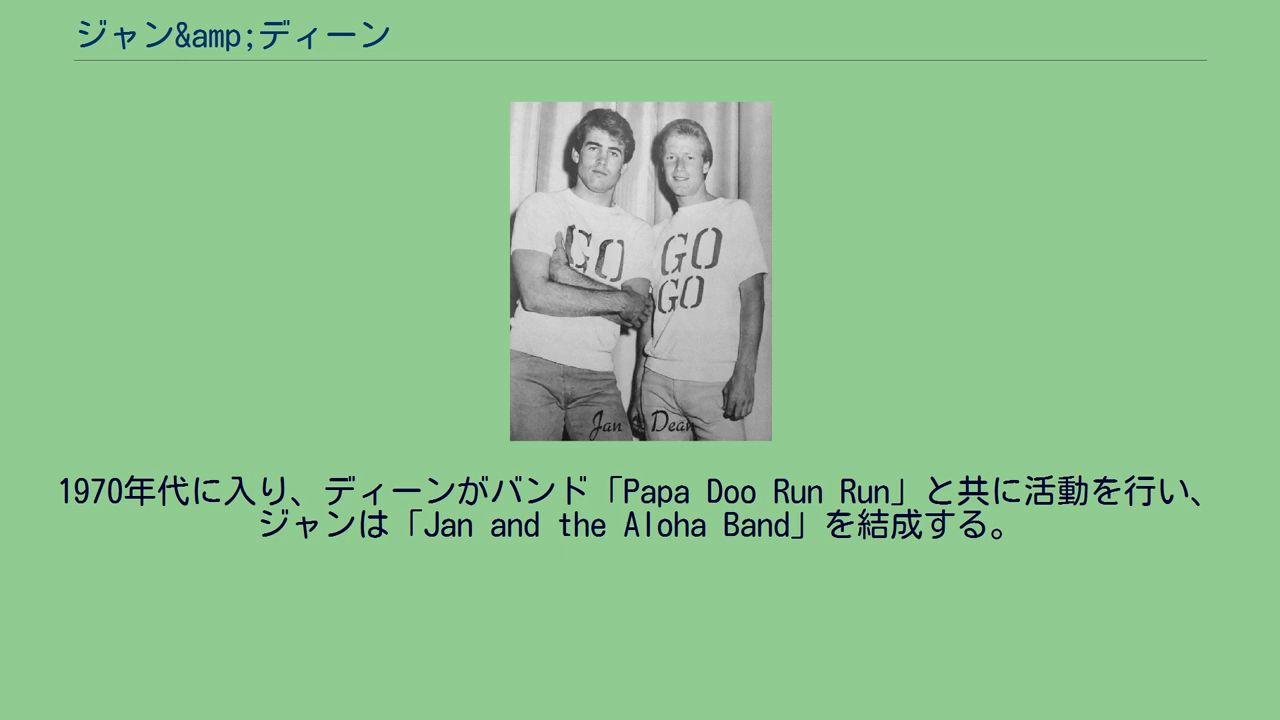 ジャン&amp;ディーン
GO
GO
GO
Jan & Dean
1970年代に入り、ディーンがバンド「Papa Doo Run Run」と共に活動を行い、
ジャンは「Jan and the Aloha Band」を結成する。